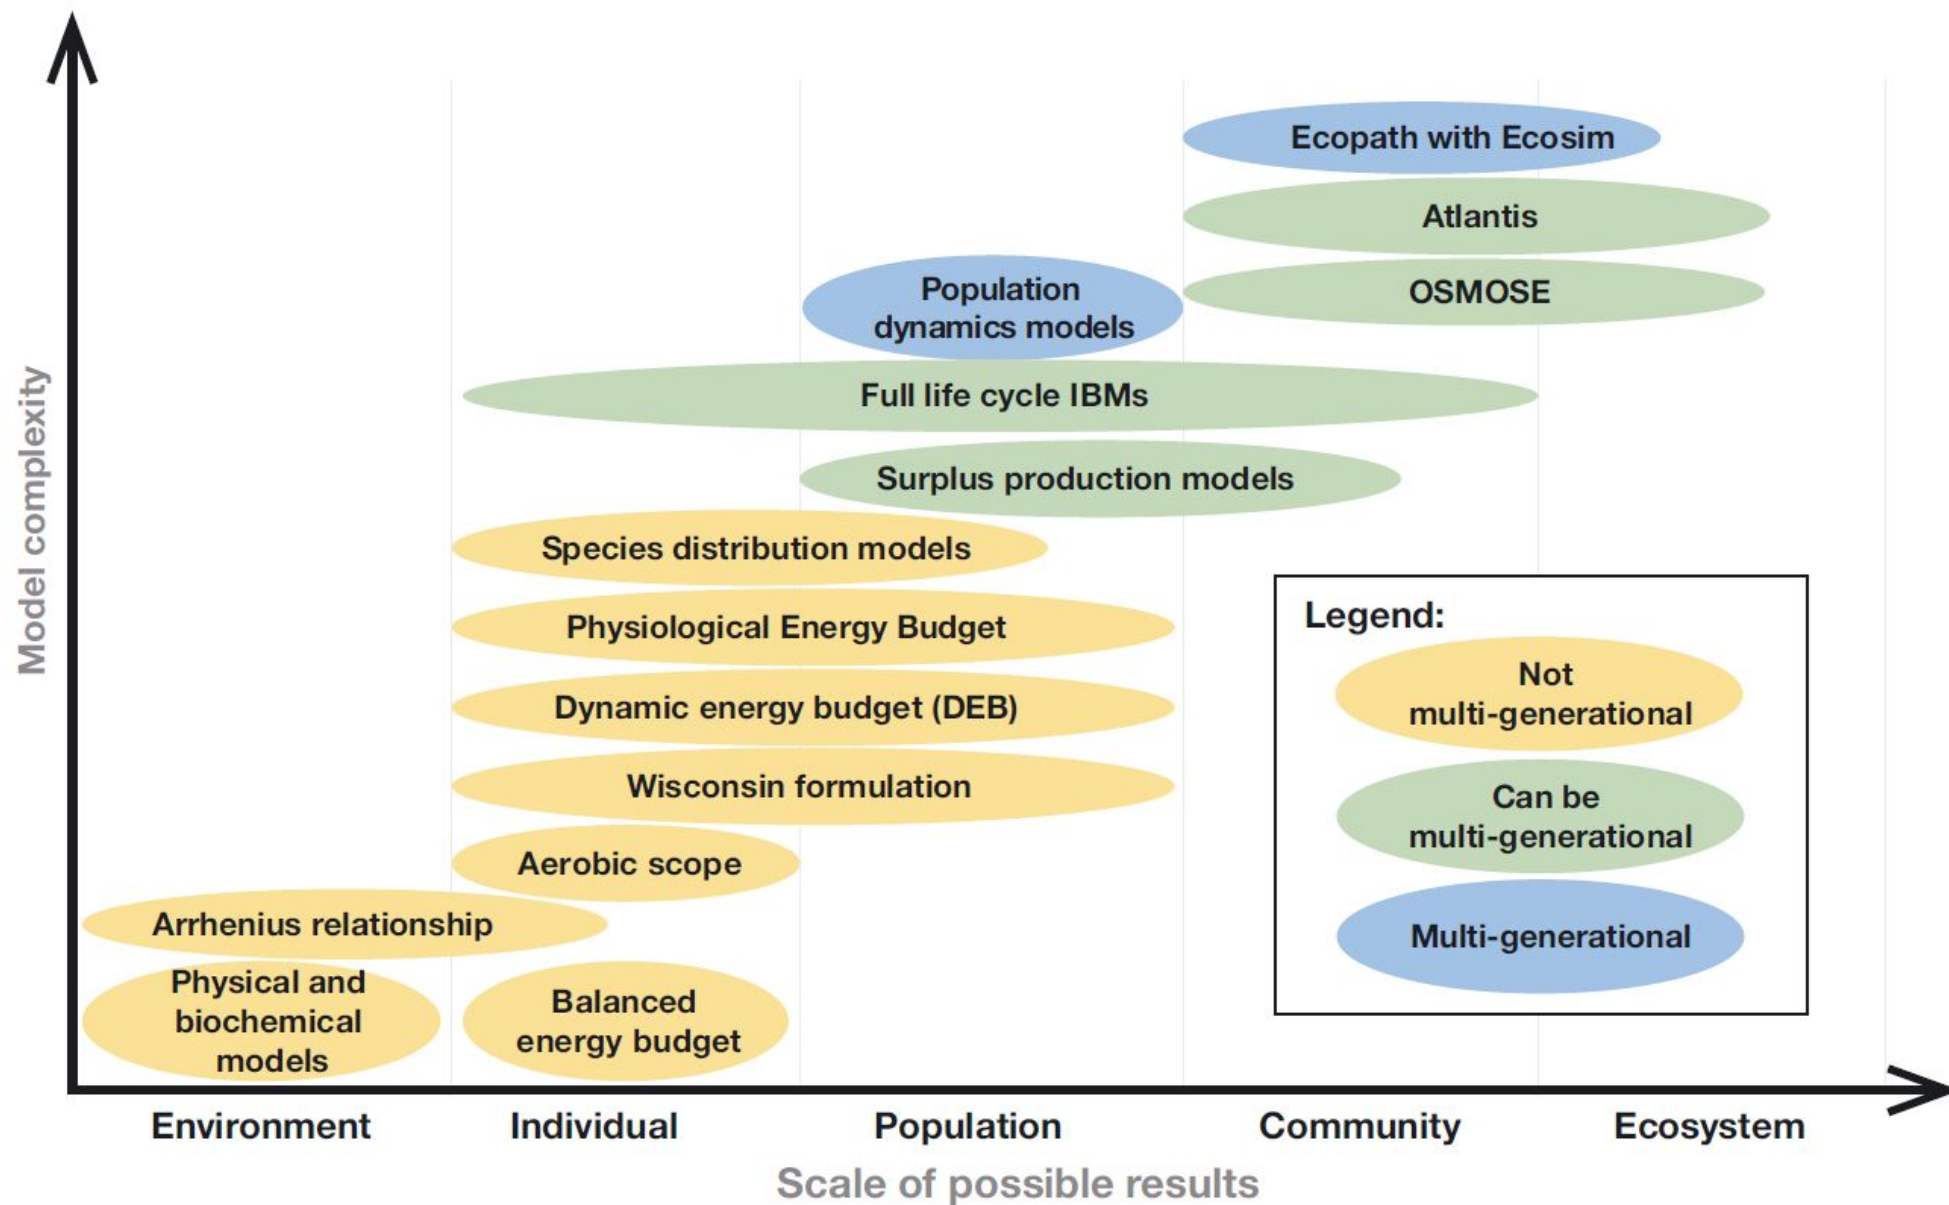 Ecopath with Ecosim
Atlantis
OSMOSE
Population
dynamics models
Full life cycle IBMs
Surplus production models
Species distribution models
Physiological Energy Budget
Dynamic energy budget (DEB)
Wisconsin formulation
Aerobic scope
Arrhenius relationship
Physical and
biochemical
models
Balanced
energy budget
Legend:
Not
multi-generational
Can be
multi-generational
Multi-generational
Model complexity
Environment
Individual
Population
Community
Ecosystem
Scale of possible results